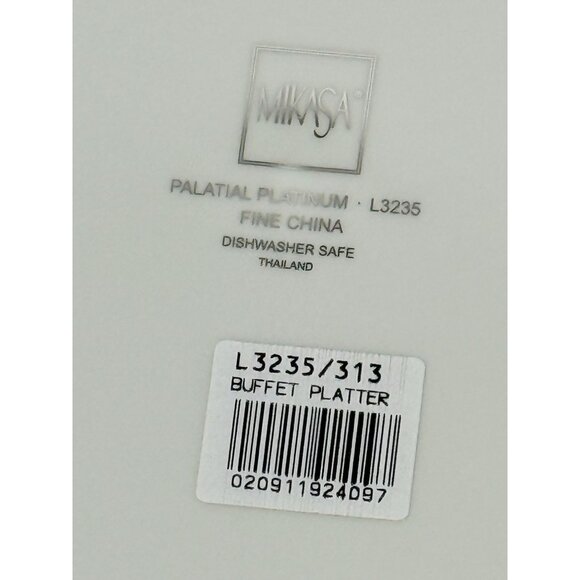 MIKASA®
PALATIAL PLATINUM · L3235
FINE CHINA
DISHWASHER SAFE
THAILAND
L3235/313
BUFFET PLATTER
020911924097